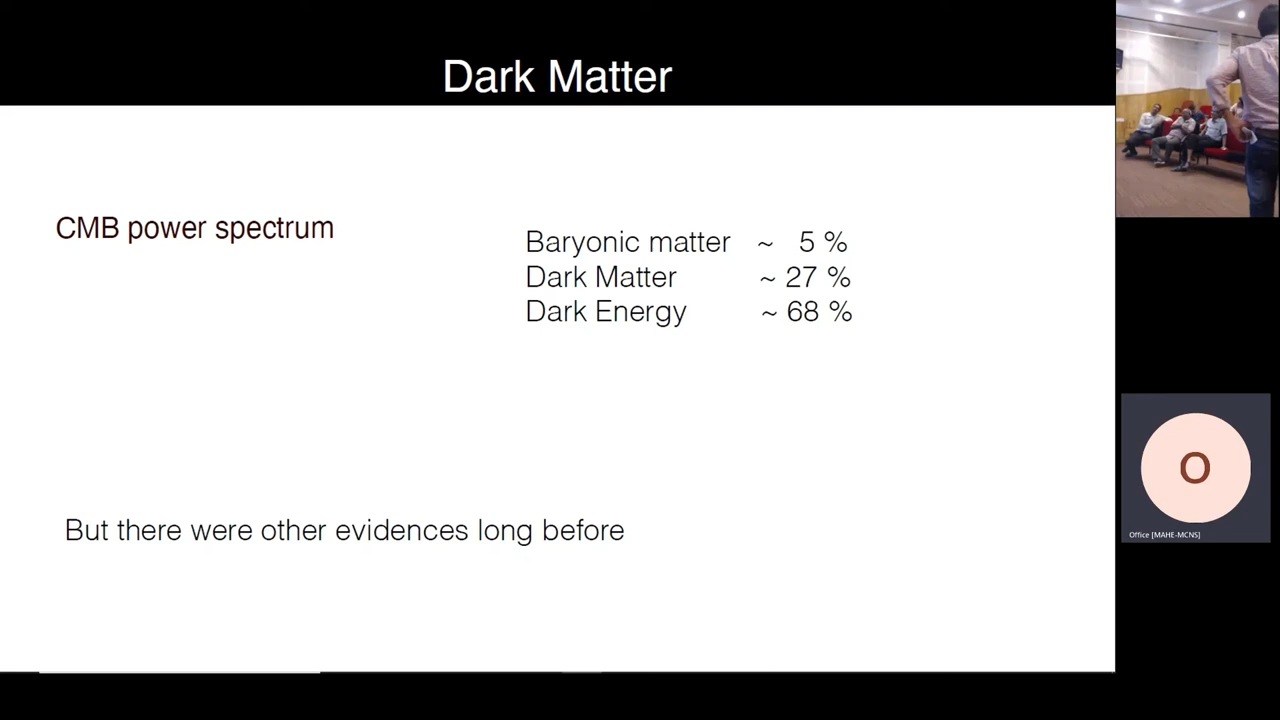 Dark Matter
CMB power spectrum
Baryonic matter ~ 5 %
Dark Matter ~ 27 %
Dark Energy ~ 68 %
But there were other evidences long before
O
Office [MAHE-MCNS]